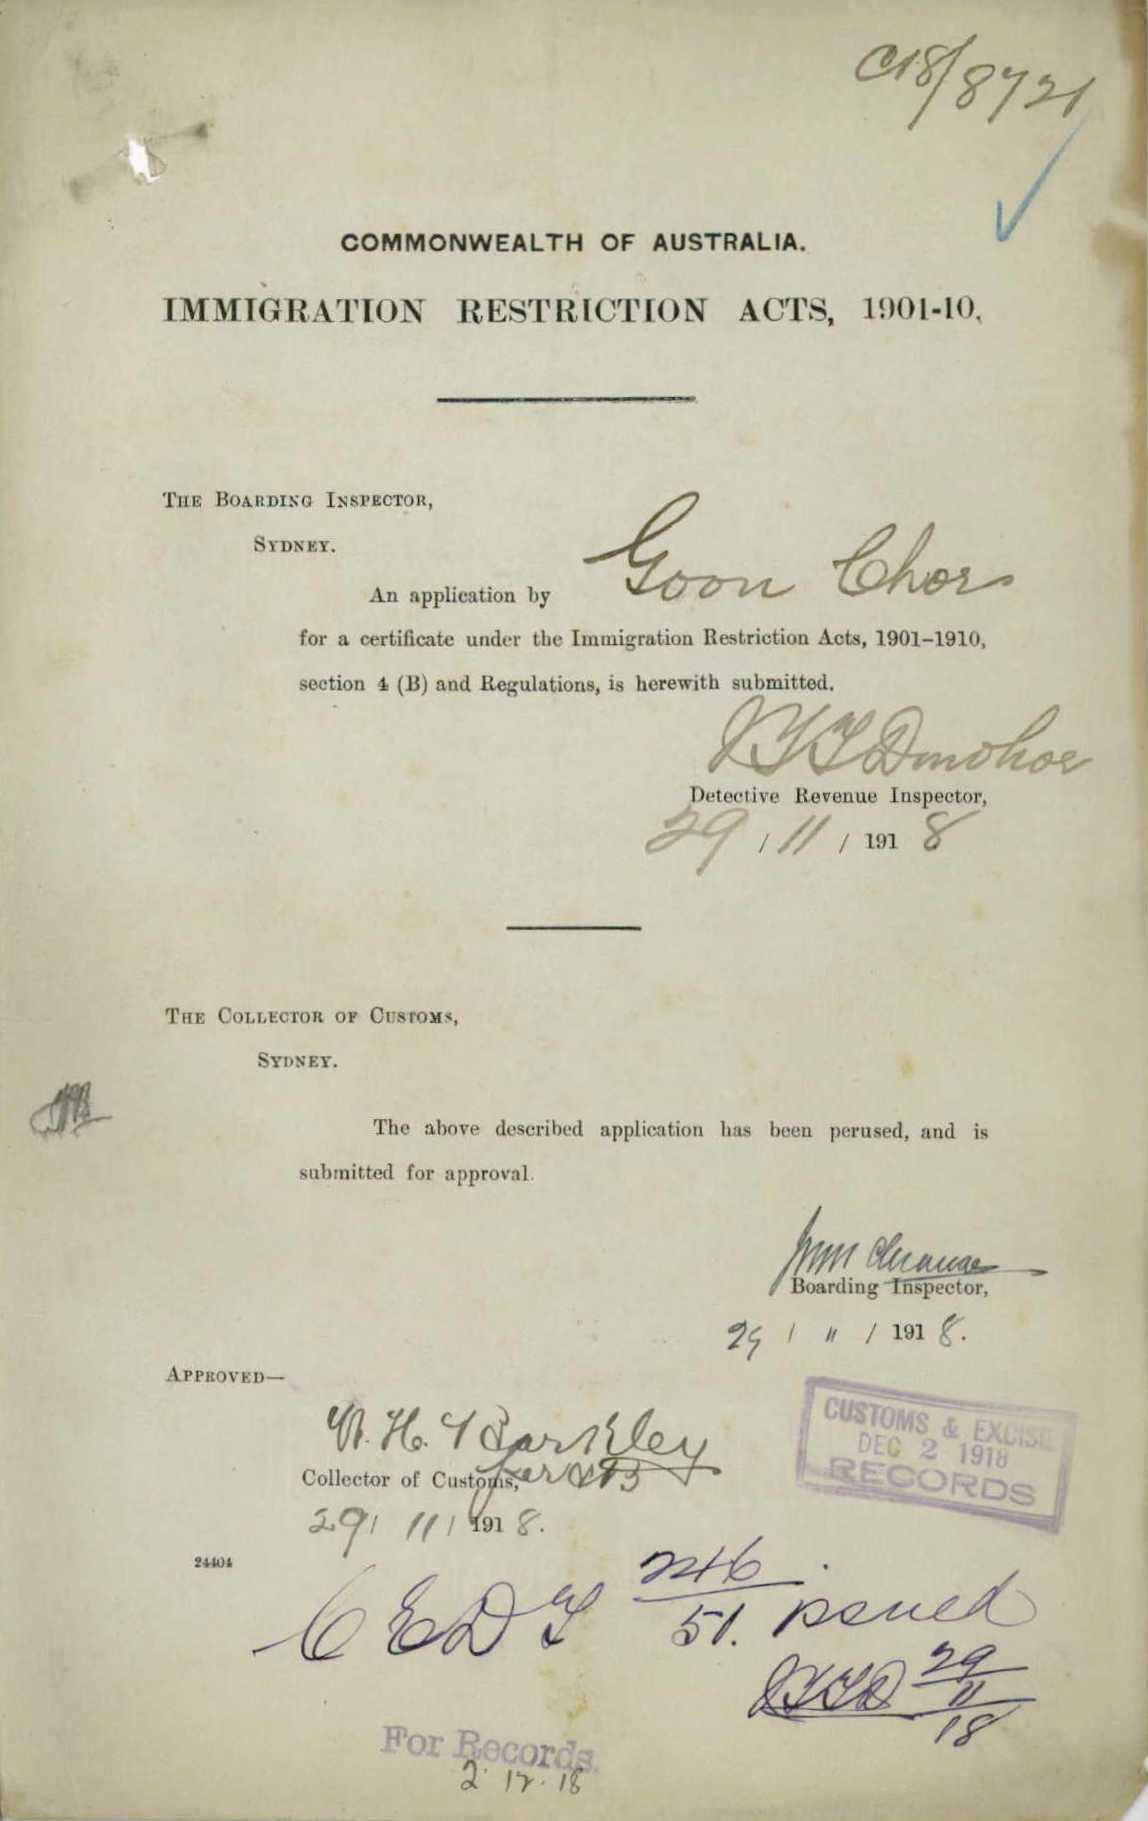 C18/8721
COMMONWEALTH OF AUSTRALIA.
IMMIGRATION RESTRICTION ACTS, 1901-10.
THE BOARDING INSPECTOR,
SYDNEY.
An application by Goon Chor
for a certificate under the Immigration Restriction Acts, 1901–1910,
section 4 (B) and Regulations, is herewith submitted.
Donohoe
Detective Revenue Inspector,
29 / 11 / 1918
THE COLLECTOR OF CUSTOMS,
SYDNEY.
The above described application has been perused, and is
submitted for approval.
Boarding Inspector,
29 / 11 / 1918.
APPROVED—
W. H. Barkley
Collector of Customs,
29 / 11 / 1918.
CUSTOMS & EXCISE
DEC 2 1918
RECORDS
24404
CEDT 246/51. issued
29/11/18
For Records.
2.12.18